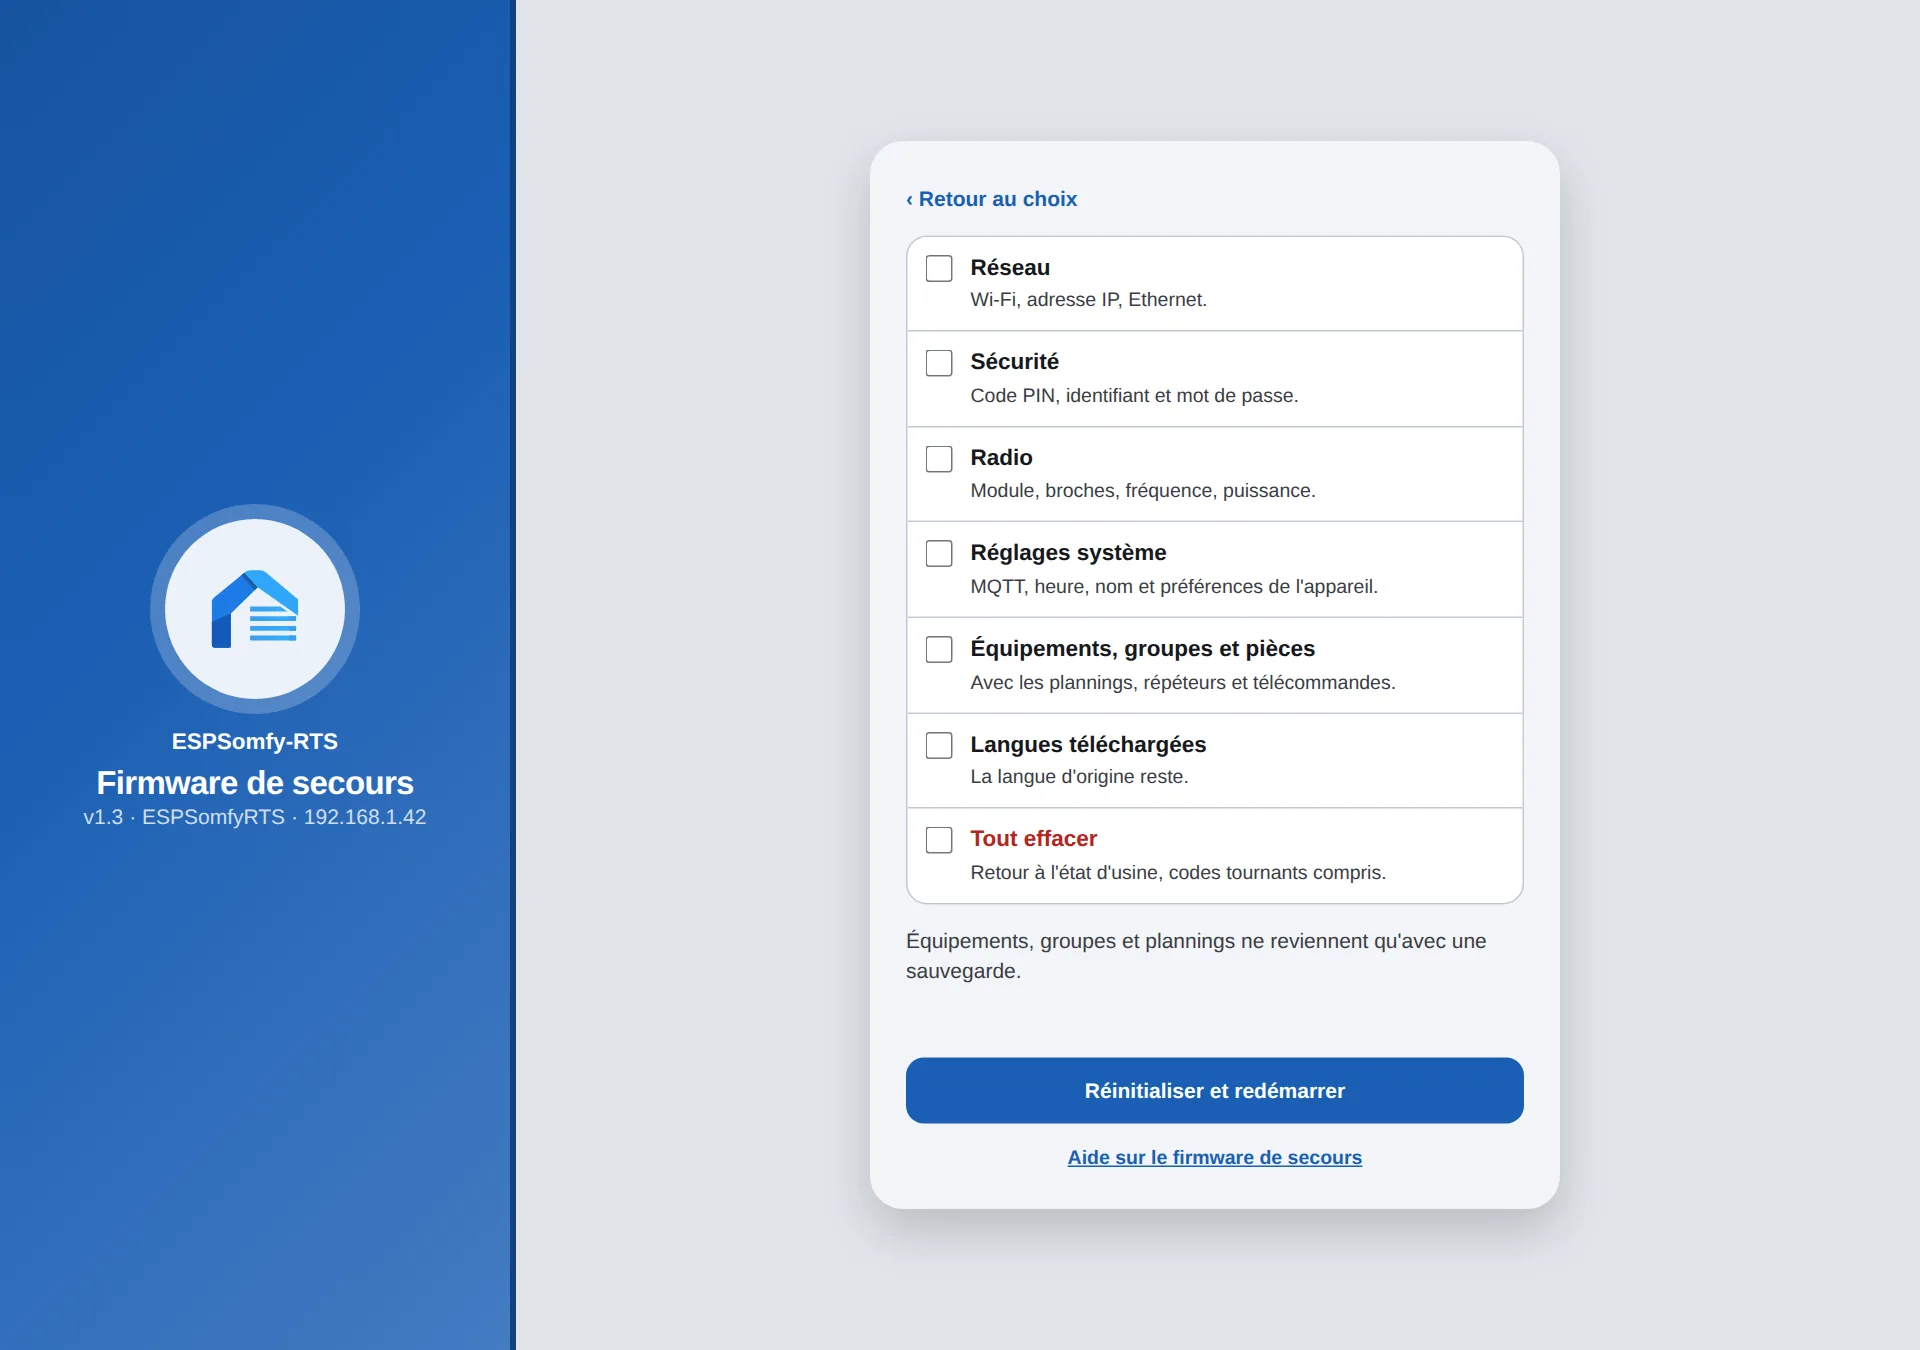 ESPSomfy-RTS
Firmware de secours
v1.3 · ESPSomfyRTS · 192.168.1.42
‹ Retour au choix
Réseau
Wi-Fi, adresse IP, Ethernet.
Sécurité
Code PIN, identifiant et mot de passe.
Radio
Module, broches, fréquence, puissance.
Réglages système
MQTT, heure, nom et préférences de l'appareil.
Équipements, groupes et pièces
Avec les plannings, répéteurs et télécommandes.
Langues téléchargées
La langue d'origine reste.
Tout effacer
Retour à l'état d'usine, codes tournants compris.
Équipements, groupes et plannings ne reviennent qu'avec une
sauvegarde.
Réinitialiser et redémarrer
Aide sur le firmware de secours